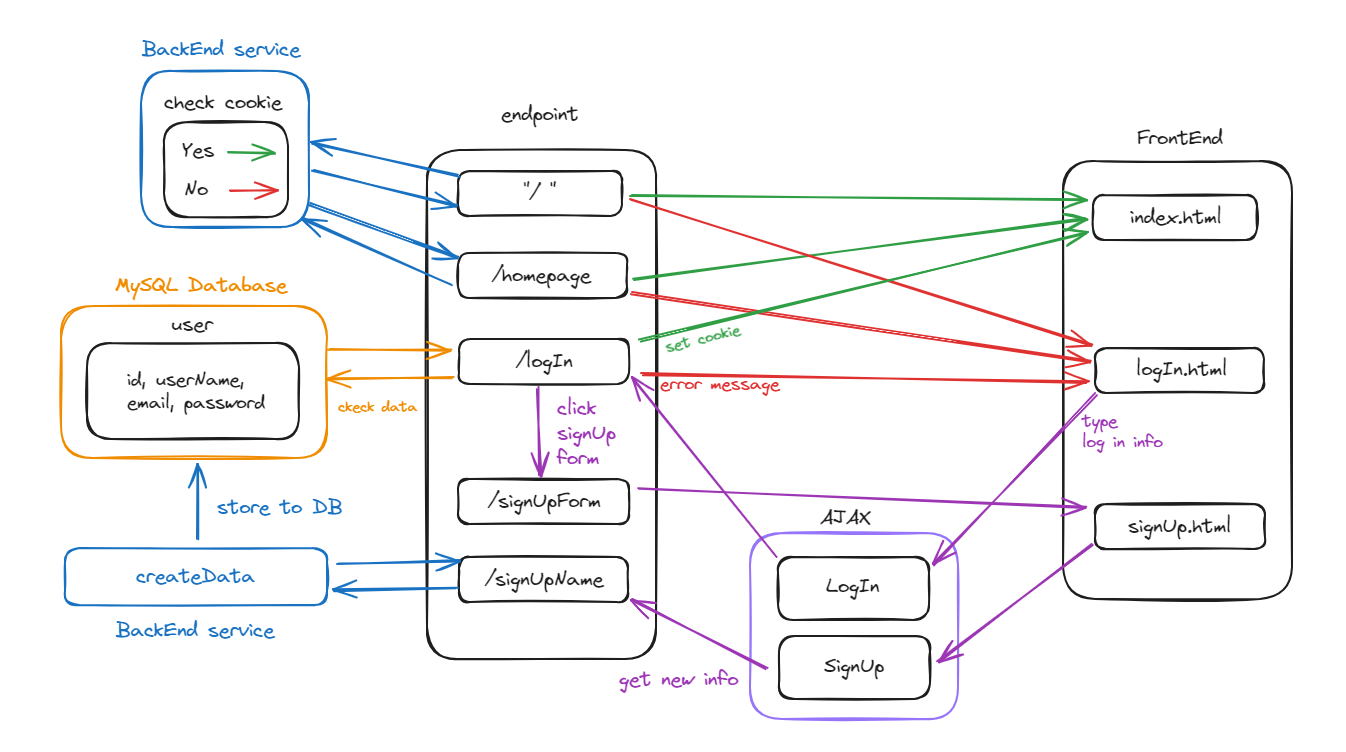 BackEnd service
check cookie
Yes
No
MySQL Database
user
id, userName,
email, password
ckeck data
store to DB
createData
BackEnd service
endpoint
"/ "
/homepage
/logIn
click
signUp
form
/signUpForm
/signUpName
set cookie
error message
get new info
AJAX
LogIn
SignUp
FrontEnd
index.html
logIn.html
type
log in info
signUp.html